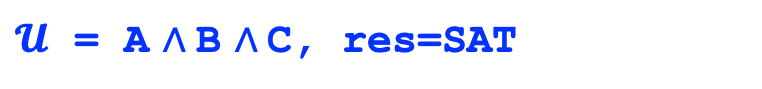 𝒰 = A∧B∧C, res=SAT